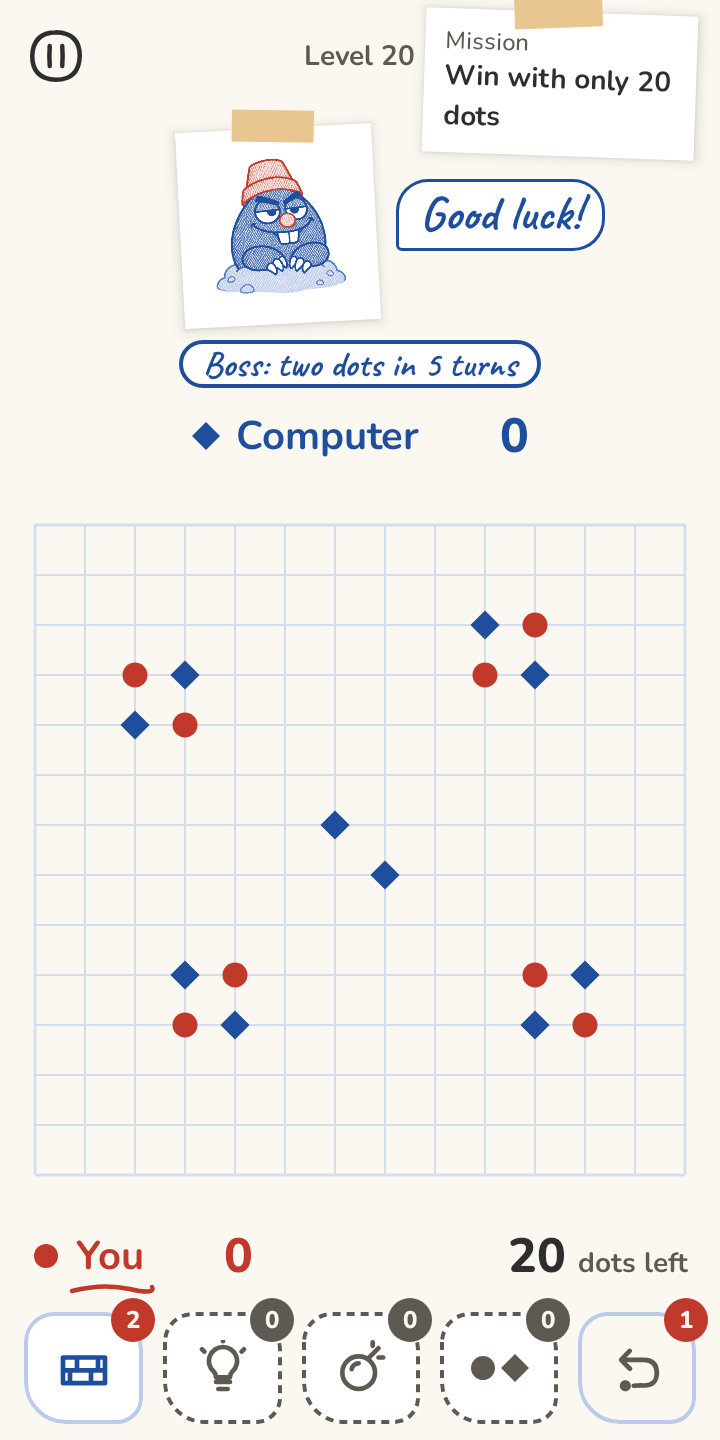 Level 20
Mission
Win with only 20
dots
Good luck!
Boss: two dots in 5 turns
Computer 0
You 0 20 dots left
2 0 0 0 1